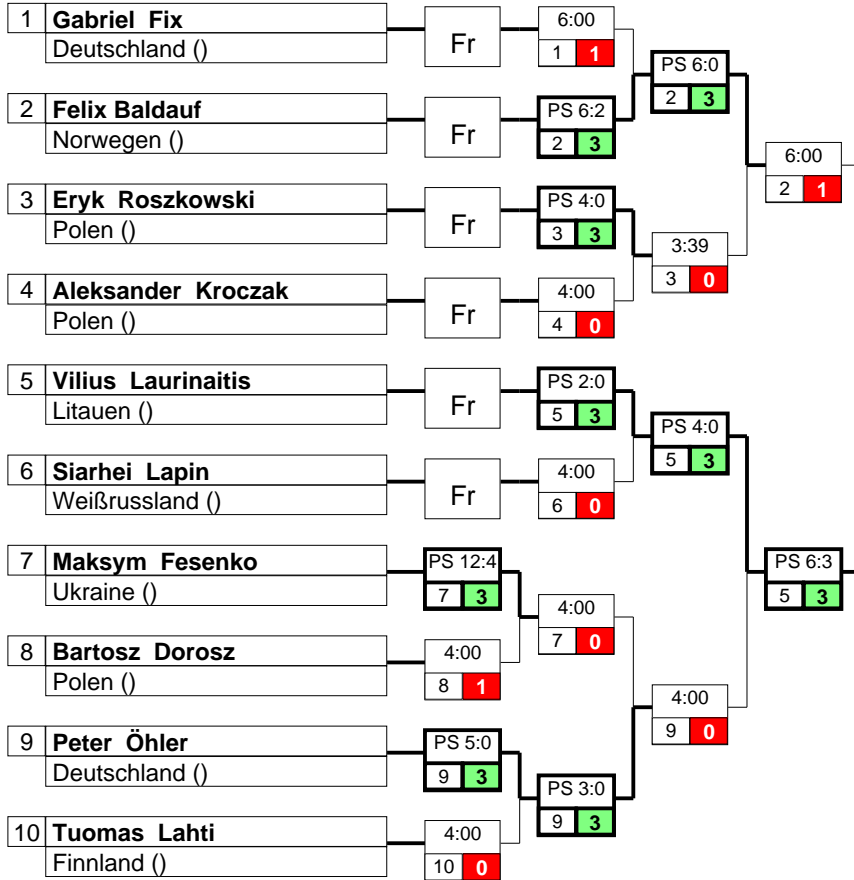 1 Gabriel Fix
Deutschland ()
Fr
6:00
1 1
PS 6:0
2 3
2 Felix Baldauf
Norwegen ()
Fr
PS 6:2
2 3
6:00
2 1
3 Eryk Roszkowski
Polen ()
Fr
PS 4:0
3 3
3:39
3 0
4 Aleksander Kroczak
Polen ()
Fr
4:00
4 0
5 Vilius Laurinaitis
Litauen ()
Fr
PS 2:0
5 3
PS 4:0
5 3
6 Siarhei Lapin
Weißrussland ()
Fr
4:00
6 0
7 Maksym Fesenko
Ukraine ()
PS 12:4
7 3
4:00
7 0
PS 6:3
5 3
8 Bartosz Dorosz
Polen ()
4:00
8 1
4:00
9 0
9 Peter Öhler
Deutschland ()
PS 5:0
9 3
PS 3:0
9 3
10 Tuomas Lahti
Finnland ()
4:00
10 0